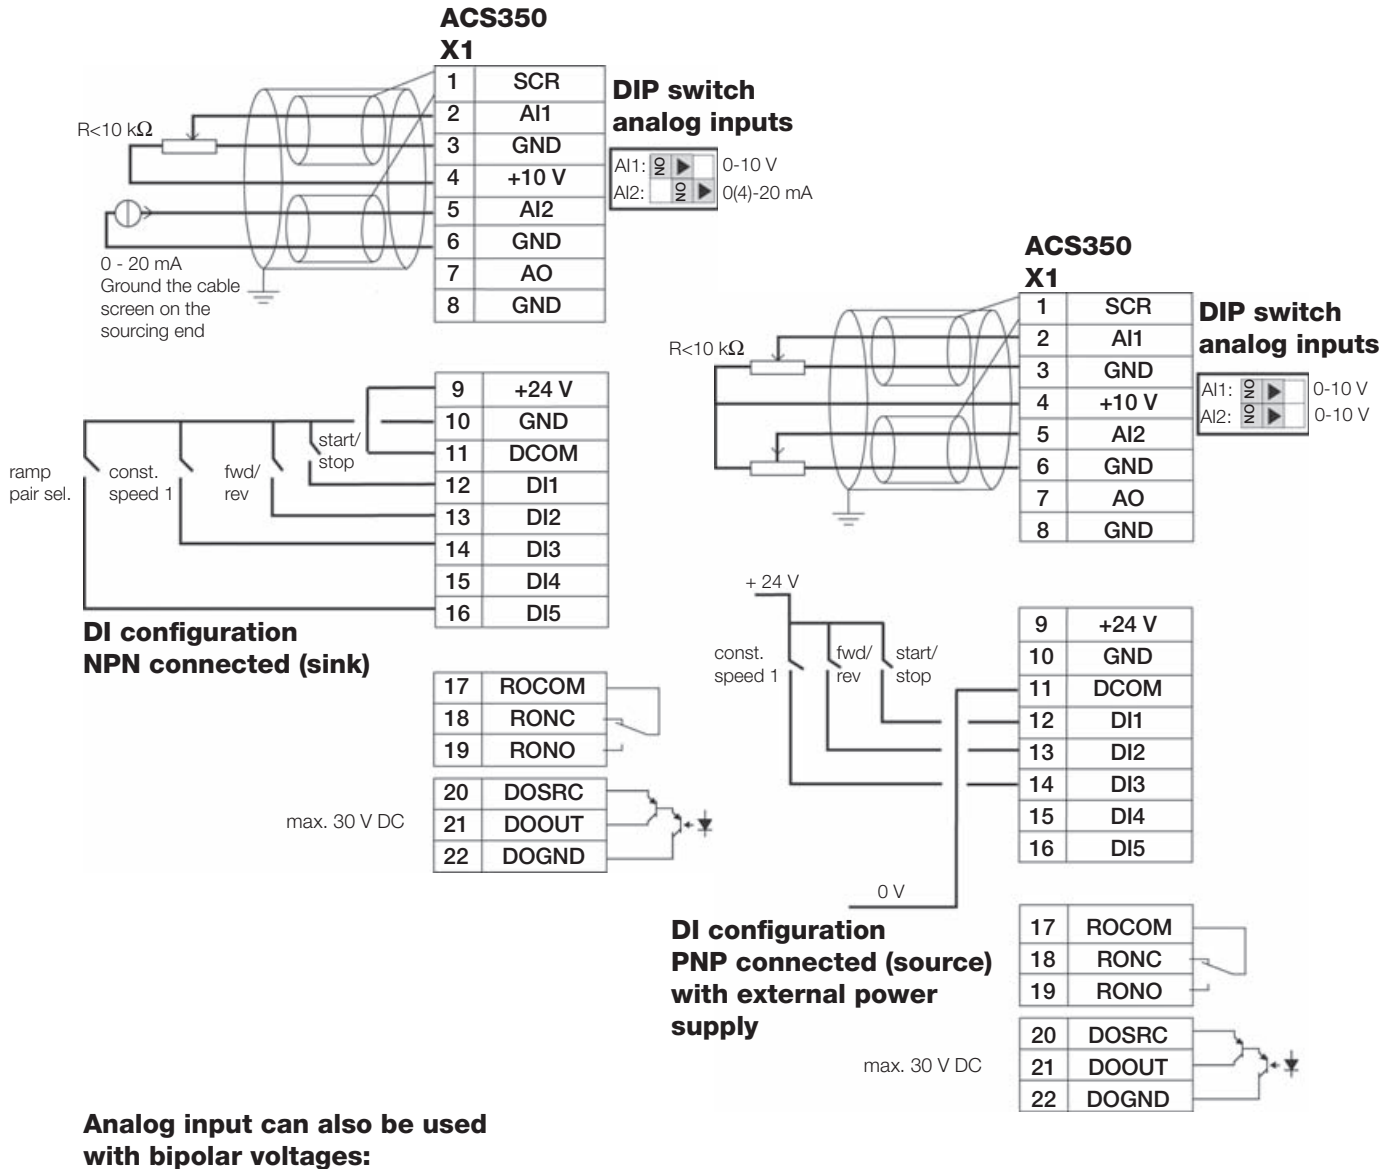 ACS350
X1
1 SCR
2 AI1
3 GND
4 +10 V
5 AI2
6 GND
7 AO
8 GND
DIP switch
analog inputs
AI1: ON 0-10 V
AI2: ON 0(4)-20 mA
R<10 kΩ
0 - 20 mA
Ground the cable
screen on the
sourcing end
9 +24 V
10 GND
11 DCOM
12 DI1
13 DI2
14 DI3
15 DI4
16 DI5
ramp
pair sel.
const.
speed 1
fwd/
rev
start/
stop
DI configuration
NPN connected (sink)
17 ROCOM
18 RONC
19 RONO
20 DOSRC
21 DOOUT
22 DOGND
max. 30 V DC
ACS350
X1
1 SCR
2 AI1
3 GND
4 +10 V
5 AI2
6 GND
7 AO
8 GND
DIP switch
analog inputs
AI1: ON 0-10 V
AI2: ON 0-10 V
R<10 kΩ
+ 24 V
9 +24 V
10 GND
11 DCOM
12 DI1
13 DI2
14 DI3
15 DI4
16 DI5
const.
speed 1
fwd/
rev
start/
stop
0 V
DI configuration
PNP connected (source)
with external power
supply
17 ROCOM
18 RONC
19 RONO
20 DOSRC
21 DOOUT
22 DOGND
max. 30 V DC
Analog input can also be used
with bipolar voltages: